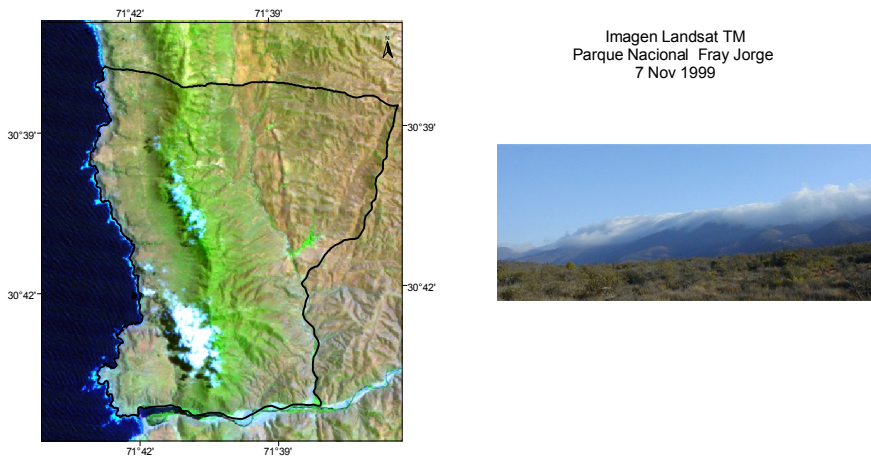 71°42'
71°39'
N
30°39'
30°39'
30°42'
30°42'
71°42'
71°39'
Imagen Landsat TM
Parque Nacional Fray Jorge
7 Nov 1999